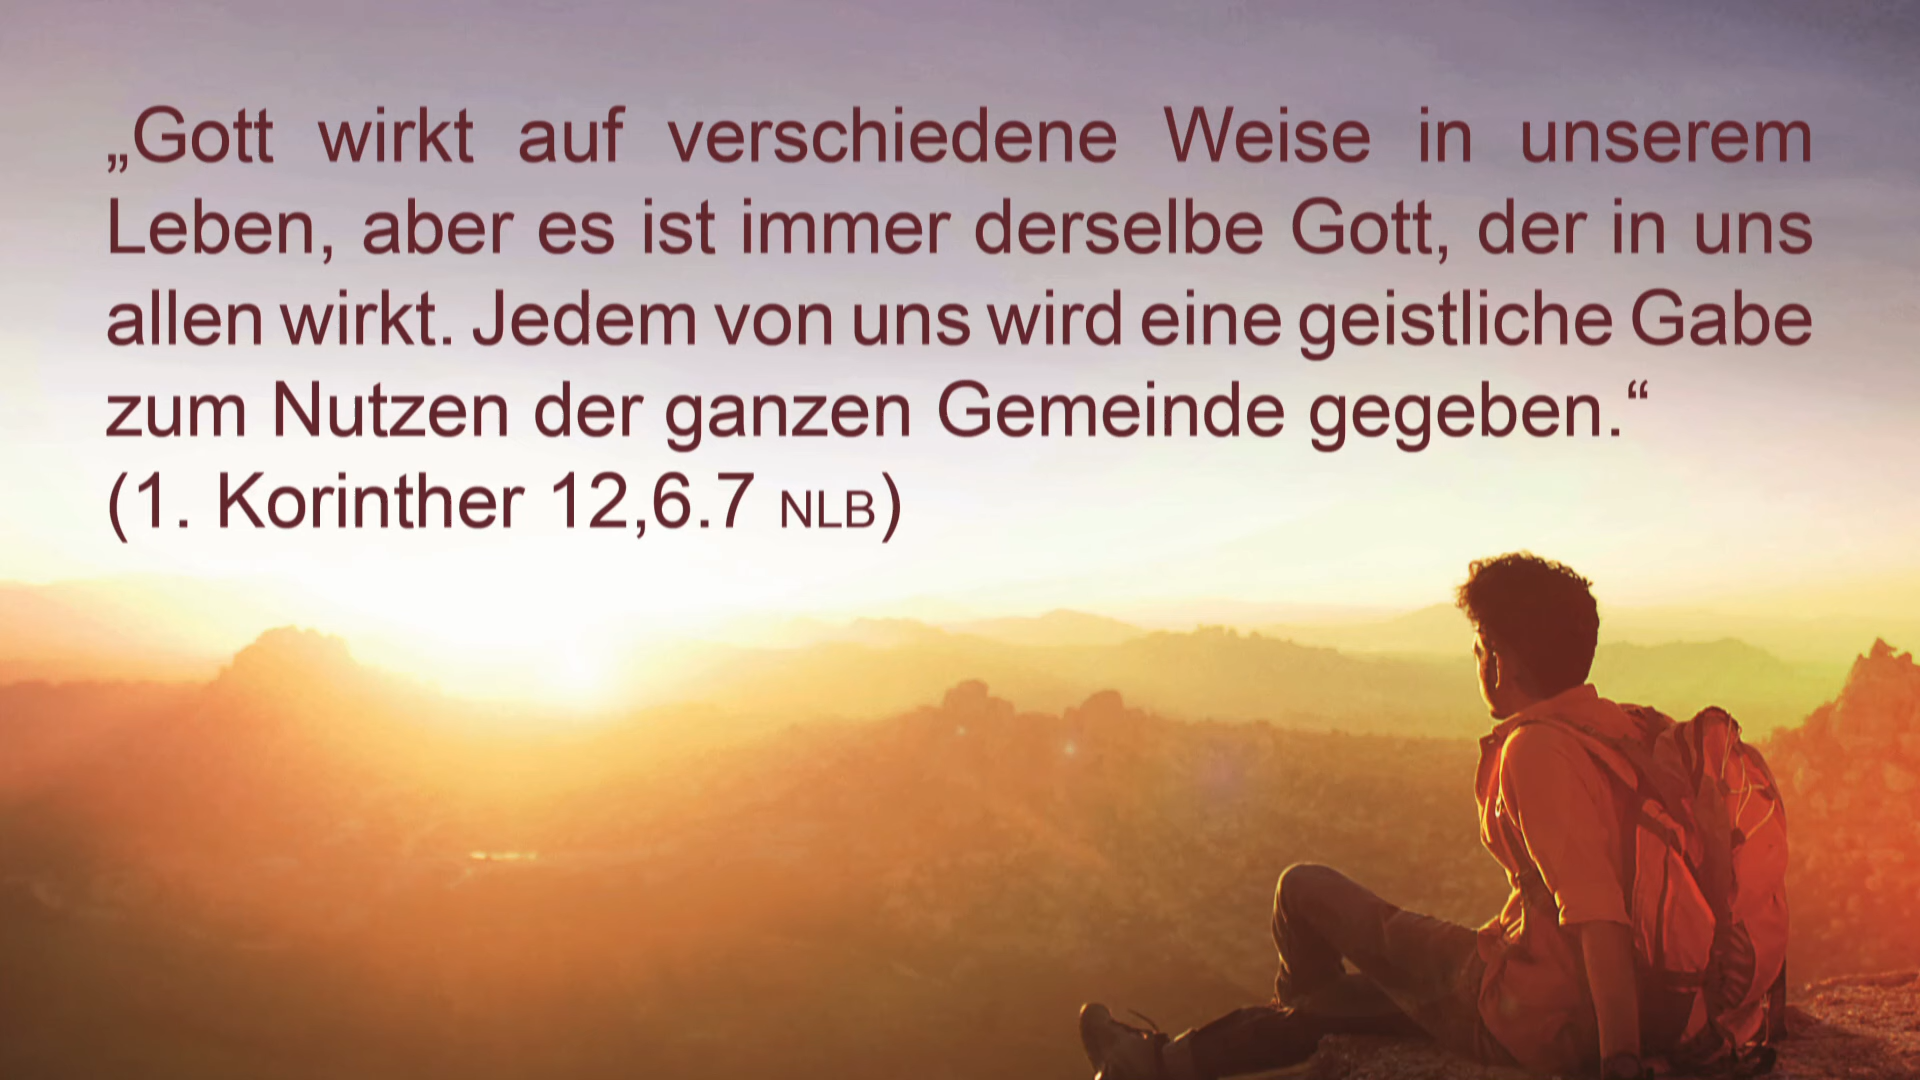 „Gott wirkt auf verschiedene Weise in unserem
Leben, aber es ist immer derselbe Gott, der in uns
allen wirkt. Jedem von uns wird eine geistliche Gabe
zum Nutzen der ganzen Gemeinde gegeben.“
(1. Korinther 12,6.7 NLB)